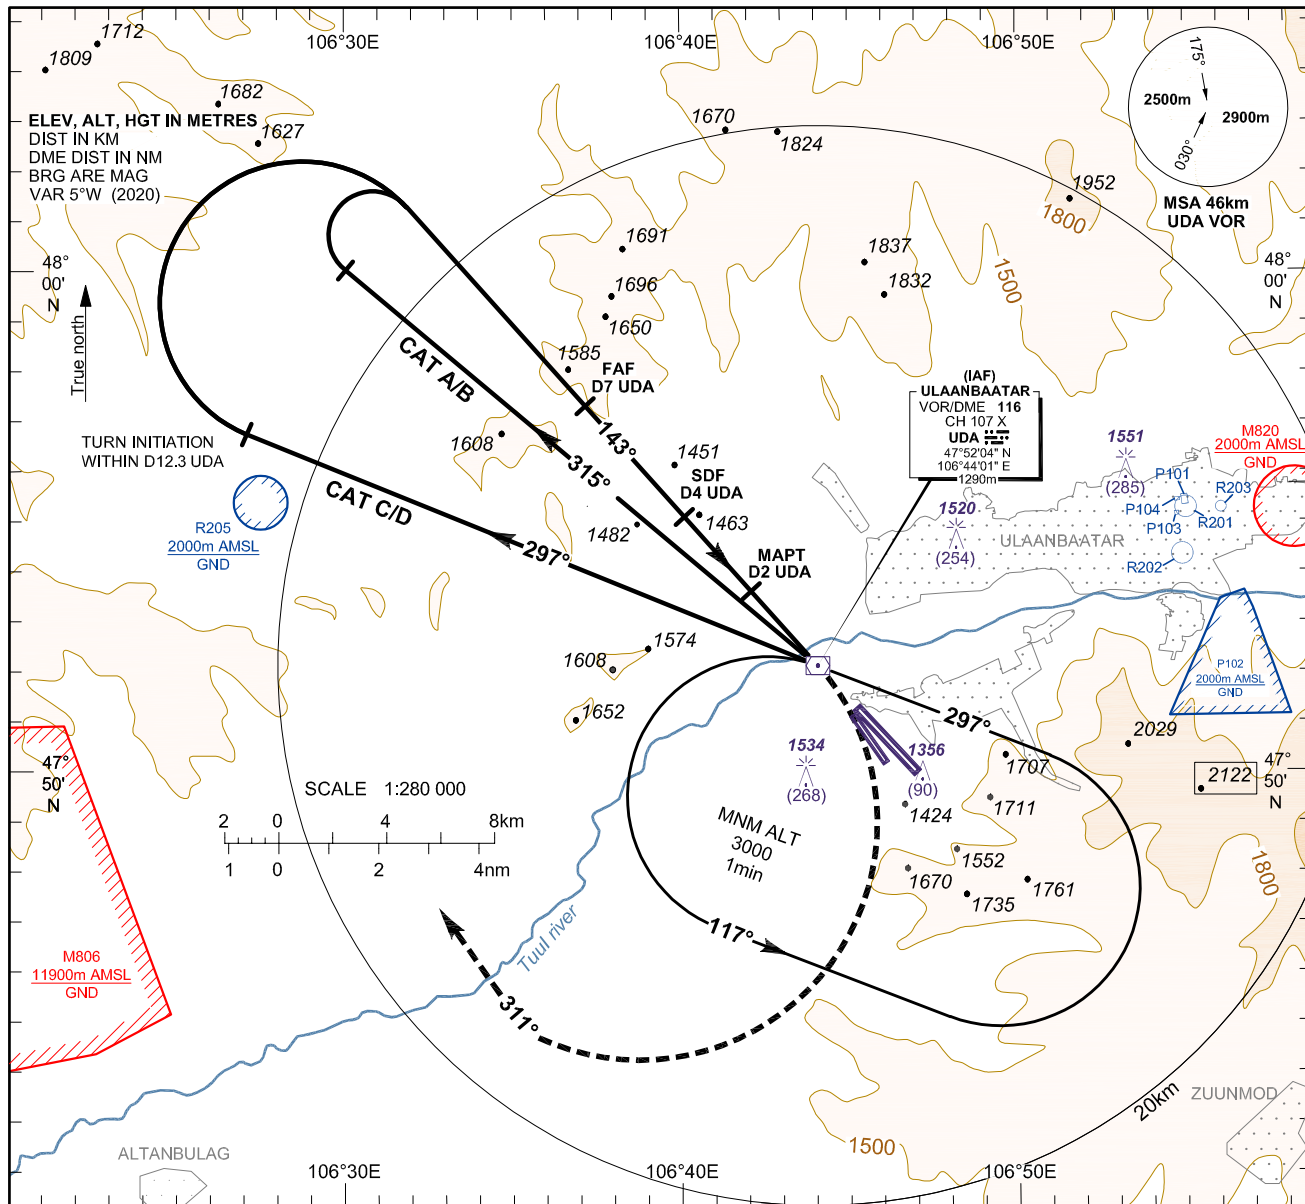 106°30E
106°40E
106°50E
1712
1809
1682
1627
ELEV, ALT, HGT IN METRES
DIST IN KM
DME DIST IN NM
BRG ARE MAG
VAR 5°W (2020)
1670
1824
1952
1800
175°
2500m
2900m
030°
MSA 46km
UDA VOR
1691
1837
1832
1500
1696
1650
48°
00'
N
48°
00'
N
True north
1585
FAF
D7 UDA
CAT A/B
143°
315°
1608
1451
SDF
D4 UDA
1463
1482
TURN INITIATION
WITHIN D12.3 UDA
CAT C/D
297°
R205
2000m AMSL
GND
MAPT
D2 UDA
(IAF)
ULAANBAATAR
VOR/DME 116
CH 107 X
UDA
47°52'04" N
106°44'01" E
1290m
1551
(285)
1520
(254)
M820
2000m AMSL
GND
P101
P104
P103
R203
R201
R202
ULAANBAATAR
P102
2000m AMSL
GND
1574
1608
1652
297°
2029
2122
1534
(268)
1356
(90)
1707
1711
1424
1552
1670
1735
1761
1800
47°
50'
N
47°
50'
N
SCALE 1:280 000
2 0 4 8km
1 0 2 4nm
MNM ALT
3000
1min
117°
311°
Tuul river
M806
11900m AMSL
GND
20km
ZUUNMOD
1500
ALTANBULAG
106°30E
106°40E
106°50E